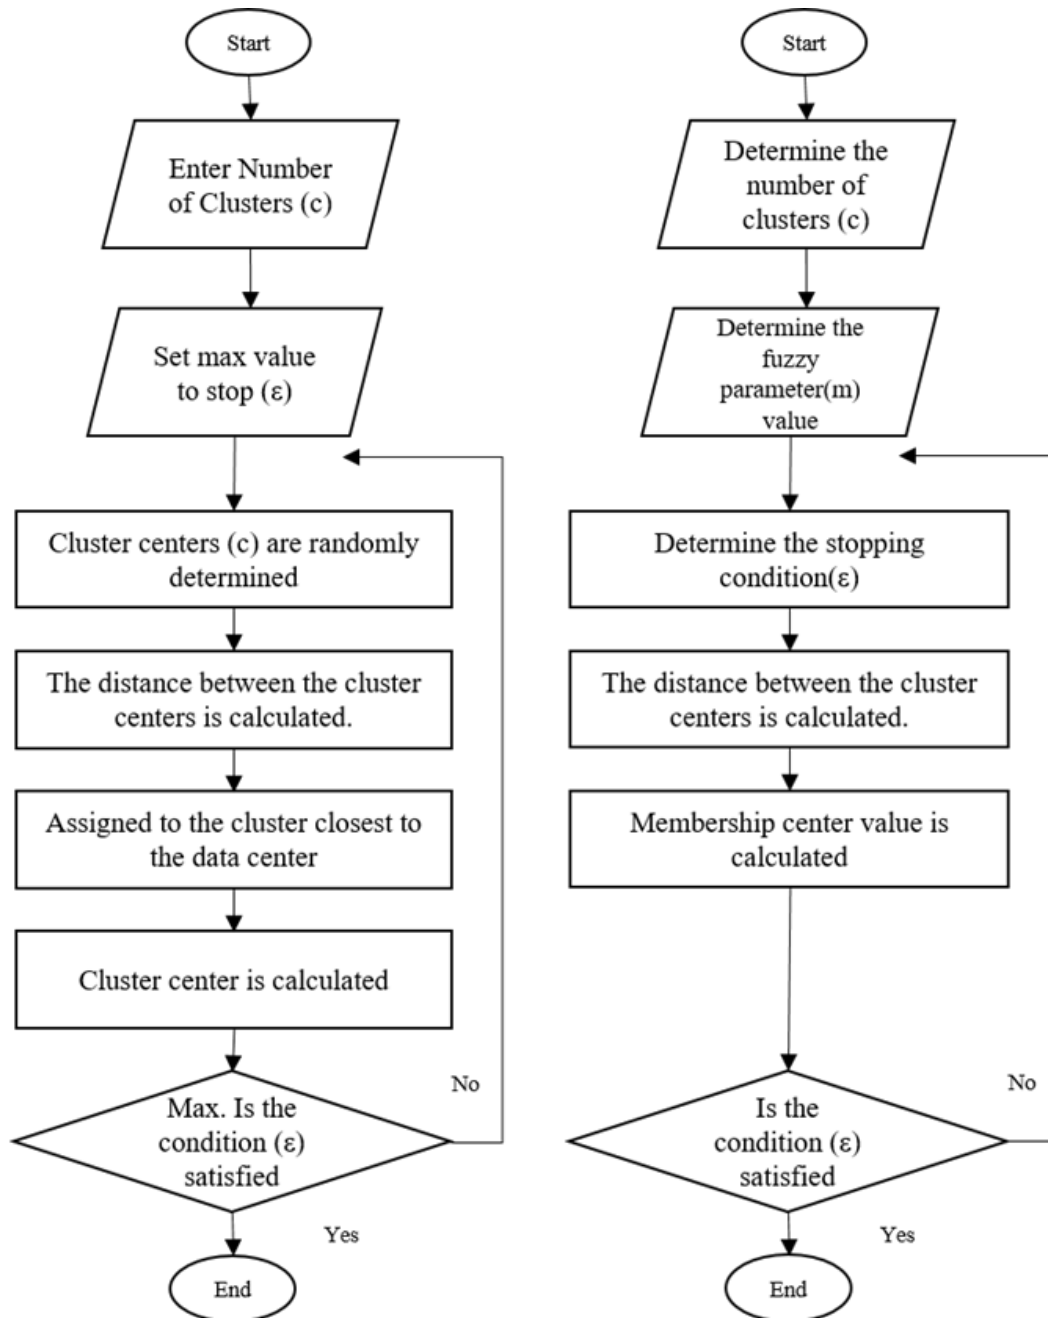 Start
Enter Number
of Clusters (c)
Set max value
to stop (ε)
Cluster centers (c) are randomly
determined
The distance between the cluster
centers is calculated.
Assigned to the cluster closest to
the data center
Cluster center is calculated
Max. Is the
condition (ε)
satisfied
No
Yes
End
Start
Determine the
number of
clusters (c)
Determine the
fuzzy
parameter(m)
value
Determine the stopping
condition(ε)
The distance between the cluster
centers is calculated.
Membership center value is
calculated
Is the
condition (ε)
satisfied
No
Yes
End